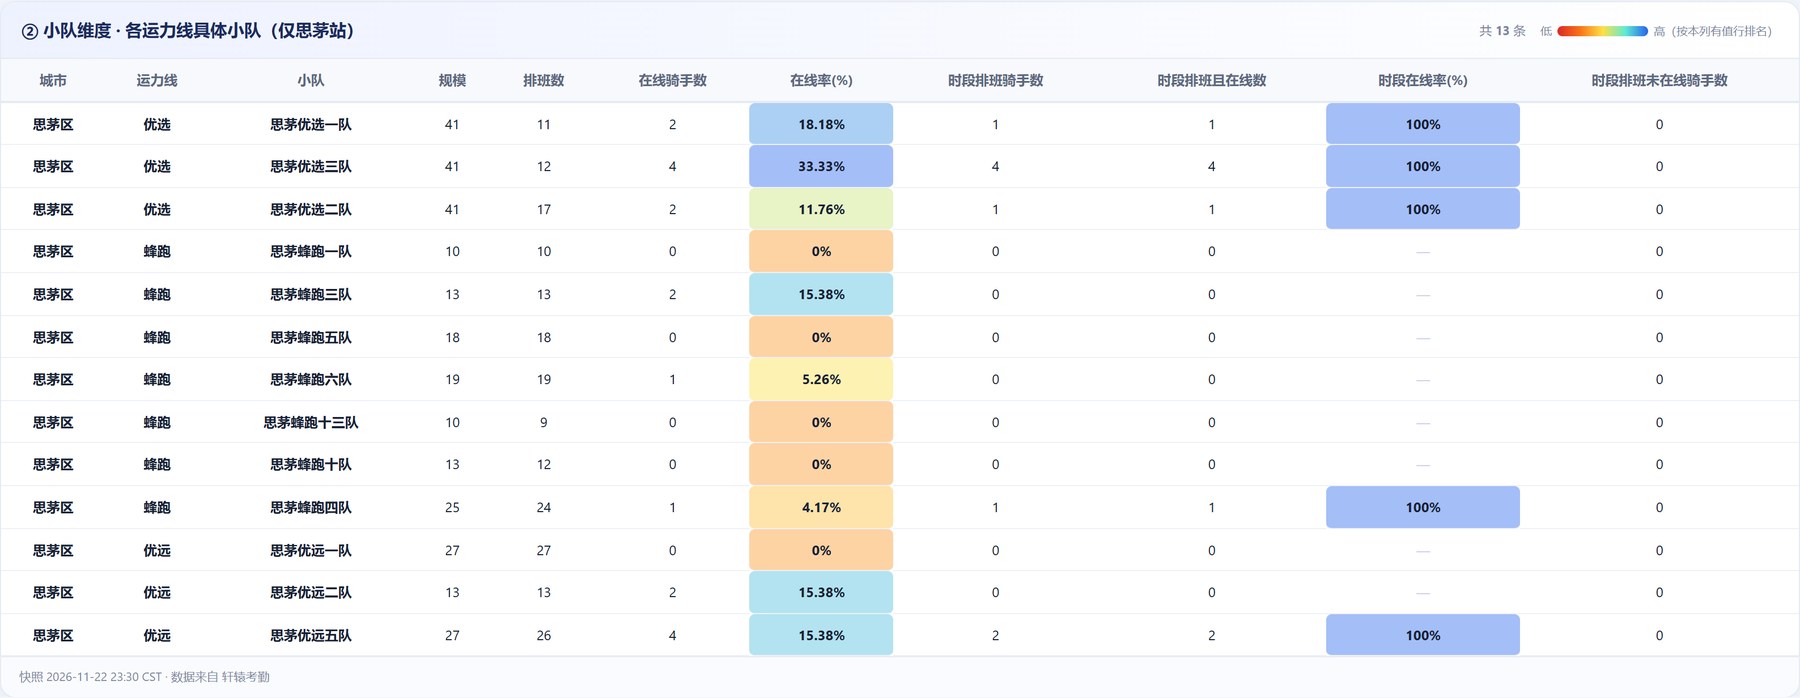 ② 小队维度 · 各运力线具体小队（仅思茅站）
共 13 条 低 高 (按本列有值行排名)
城市 运力线 小队 规模 排班数 在线骑手数 在线率(%) 时段排班骑手数 时段排班且在线数 时段在线率(%) 时段排班未在线骑手数
思茅区 优选 思茅优选一队 41 11 2 18.18% 1 1 100% 0
思茅区 优选 思茅优选三队 41 12 4 33.33% 4 4 100% 0
思茅区 优选 思茅优选二队 41 17 2 11.76% 1 1 100% 0
思茅区 蜂跑 思茅蜂跑一队 10 10 0 0% 0 0 — 0
思茅区 蜂跑 思茅蜂跑三队 13 13 2 15.38% 0 0 — 0
思茅区 蜂跑 思茅蜂跑五队 18 18 0 0% 0 0 — 0
思茅区 蜂跑 思茅蜂跑六队 19 19 1 5.26% 0 0 — 0
思茅区 蜂跑 思茅蜂跑十三队 10 9 0 0% 0 0 — 0
思茅区 蜂跑 思茅蜂跑十队 13 12 0 0% 0 0 — 0
思茅区 蜂跑 思茅蜂跑四队 25 24 1 4.17% 1 1 100% 0
思茅区 优远 思茅优远一队 27 27 0 0% 0 0 — 0
思茅区 优远 思茅优远二队 13 13 2 15.38% 0 0 — 0
思茅区 优远 思茅优远五队 27 26 4 15.38% 2 2 100% 0
快照 2026-11-22 23:30 CST · 数据来自 轩辕考勤